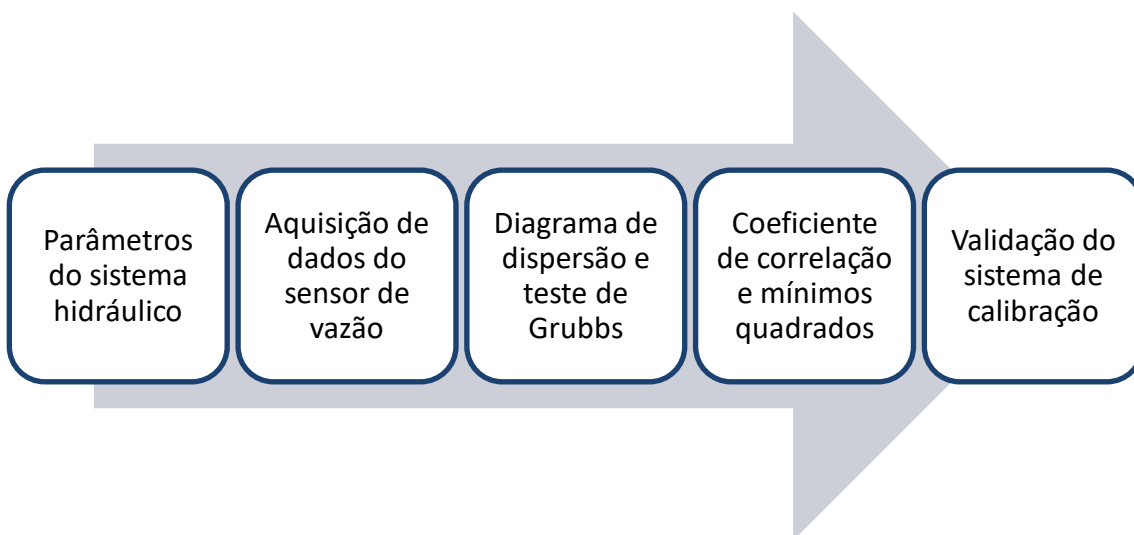 Parâmetros
do sistema
hidráulico
Aquisição de
dados do
sensor de
vazão
Diagrama de
dispersão e
teste de
Grubbs
Coeficiente
de correlação
e mínimos
quadrados
Validação do
sistema de
calibração